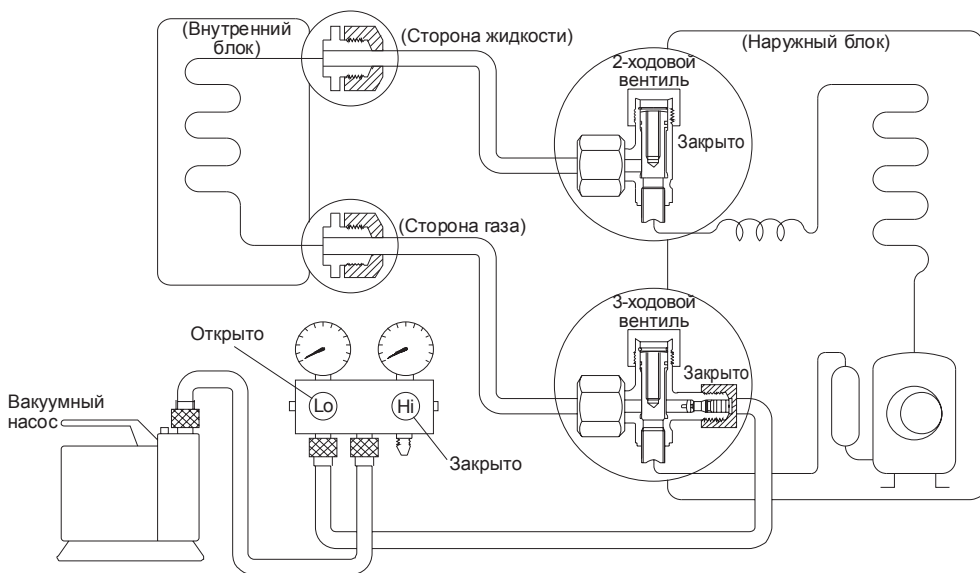 (Внутренний
блок)
(Сторона жидкости)
(Наружный блок)
2-ходовой
вентиль
Закрыто
(Сторона газа)
3-ходовой
вентиль
Закрыто
Открыто
Lo
Hi
Вакуумный
насос
Закрыто